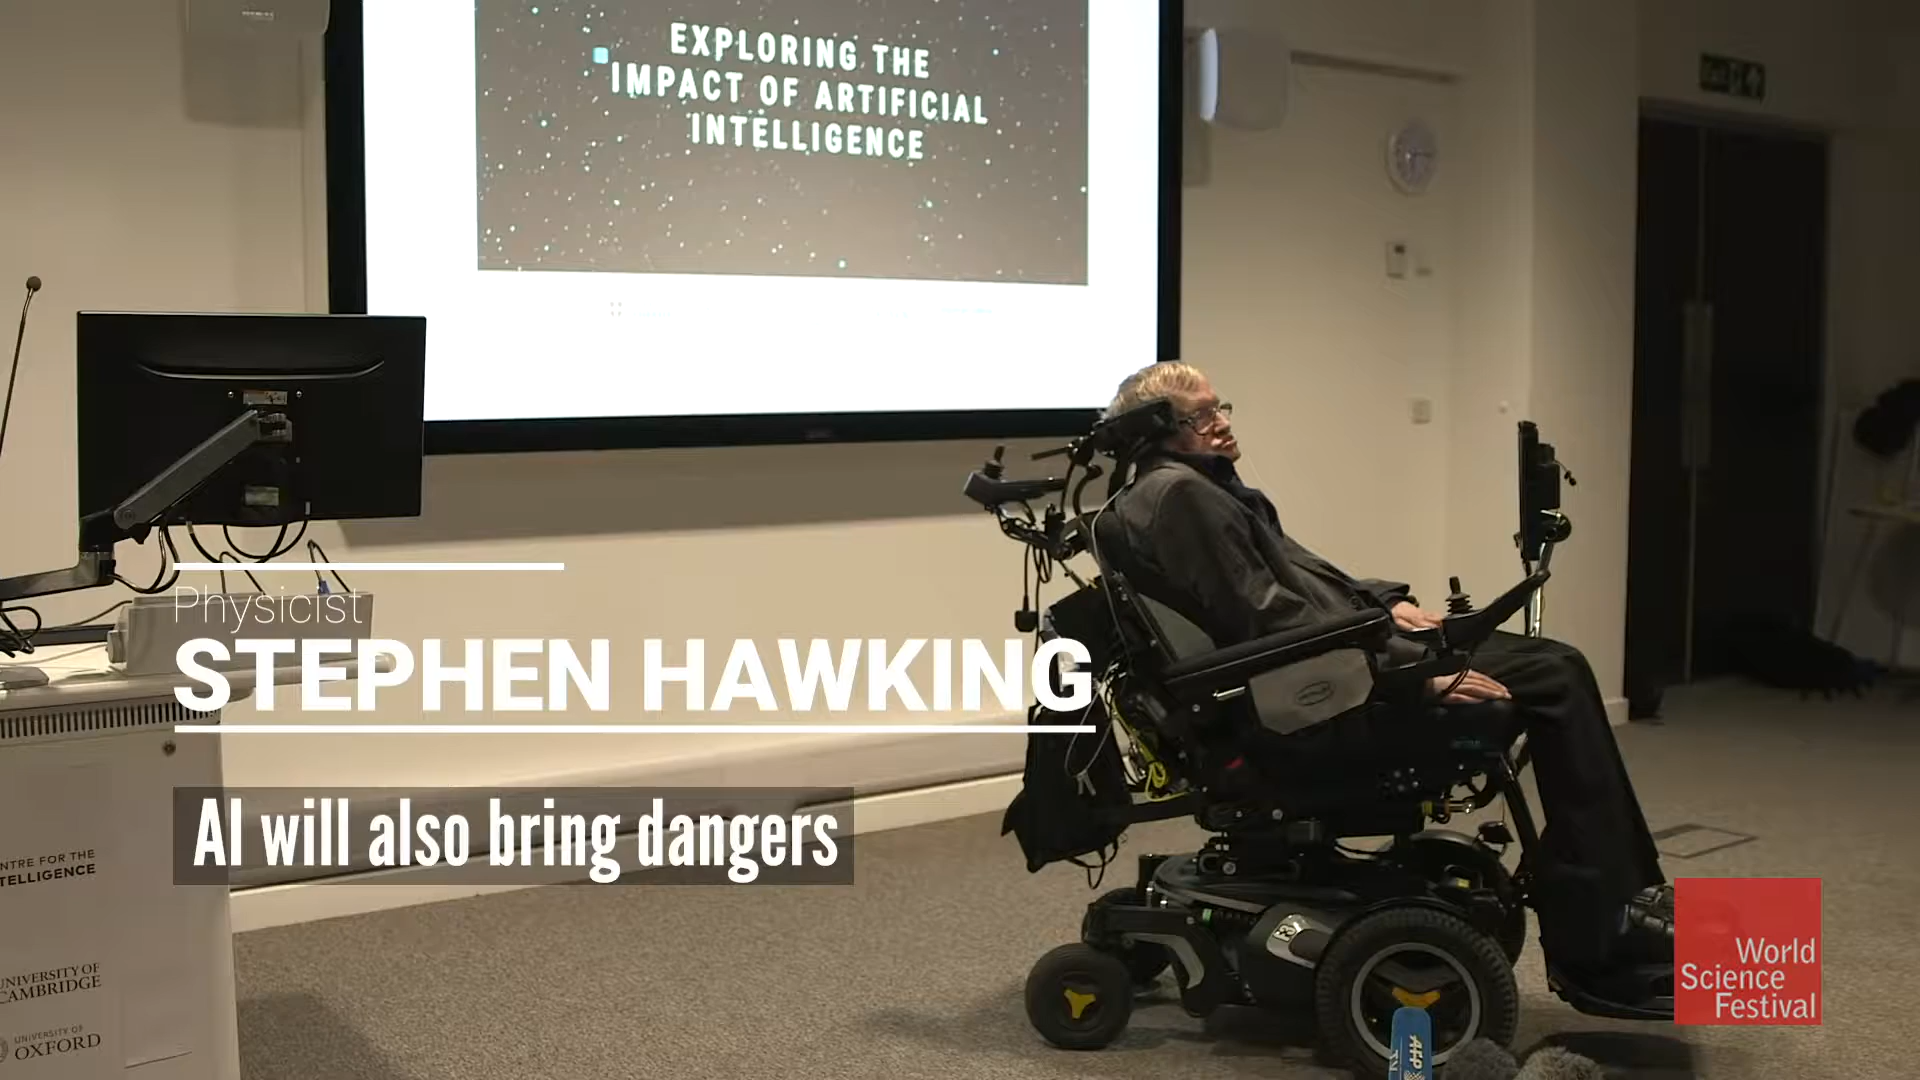 EXPLORING THE
IMPACT OF ARTIFICIAL
INTELLIGENCE
Physicist
STEPHEN HAWKING
AI will also bring dangers
NTRE FOR THE
TELLIGENCE
UNIVERSITY OF
CAMBRIDGE
UNIVERSITY OF
OXFORD
World
Science
Festival
AFP